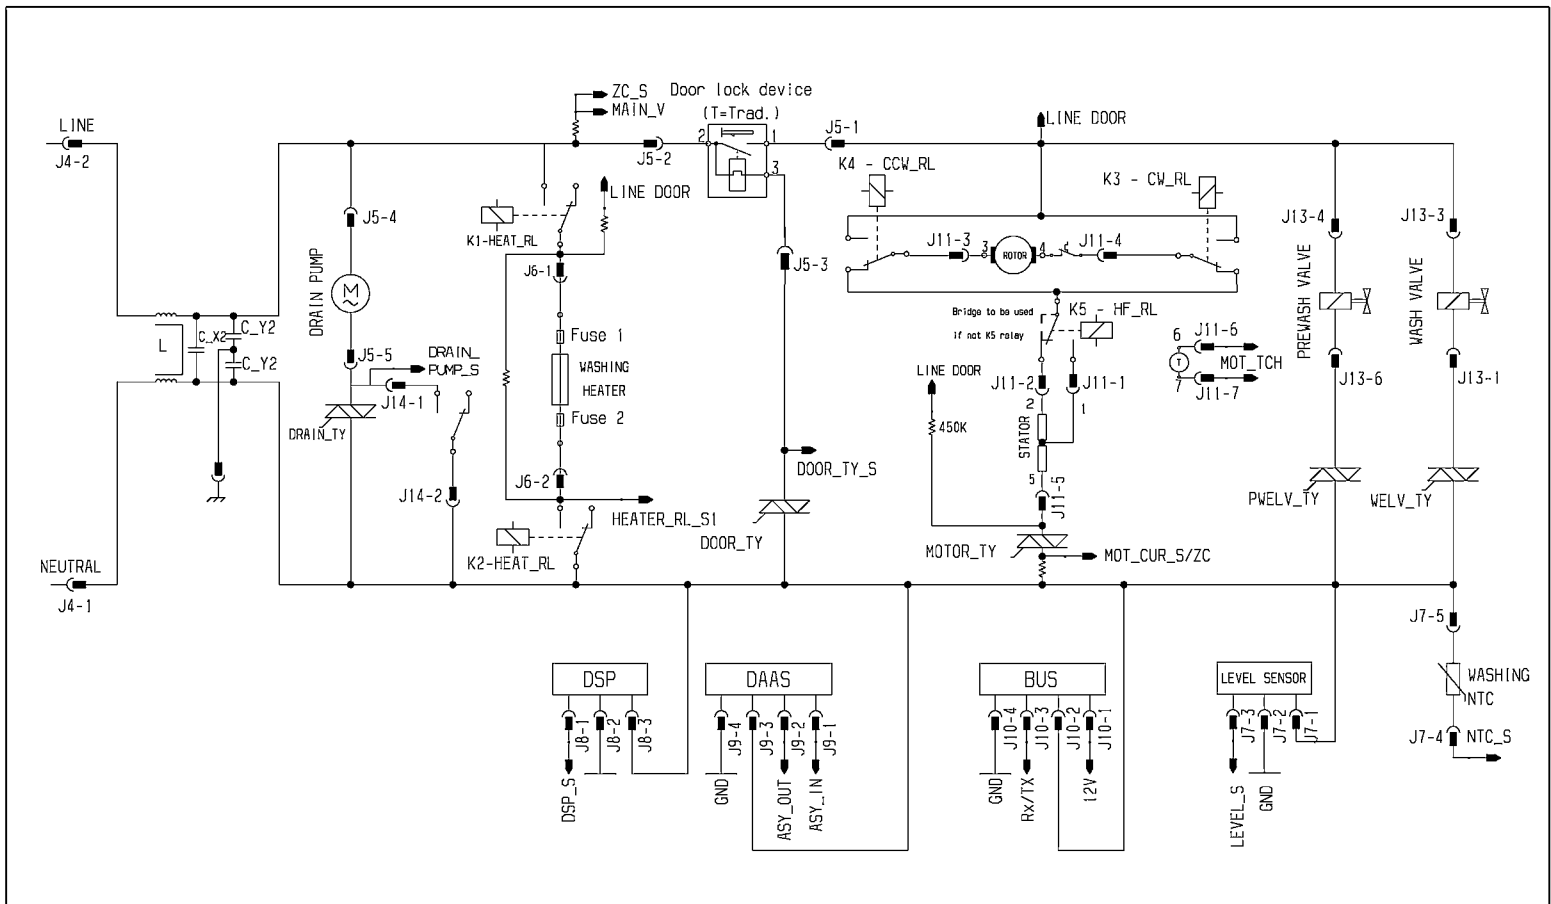 ZC_S
Door lock device
MAIN_V
(T=Trad.)
LINE DOOR
LINE
J4-2
J5-2
2
1
3
J5-1
K4 - CCW_RL
K3 - CW_RL
LINE DOOR
K1-HEAT_RL
J5-4
J13-4
J13-3
J11-3
3
ROTOR
4
J11-4
J5-3
J6-1
DRAIN PUMP
M
PREWASH VALVE
WASH VALVE
Bridge to be used
if not K5 relay
K5 - HF_RL
L
C_X2
C_Y2
C_Y2
Fuse 1
WASHING
HEATER
Fuse 2
J5-5
DRAIN_
PUMP_S
J14-1
DRAIN_TY
6
J11-6
T
MOT_TCH
7
J11-7
LINE DOOR
J11-2
J11-1
2
1
J13-6
J13-1
450K
STATOR
5
J11-5
DOOR_TY_S
J6-2
J14-2
PWELV_TY
WELV_TY
HEATER_RL_S1
DOOR_TY
K2-HEAT_RL
MOTOR_TY
MOT_CUR_S/ZC
NEUTRAL
J4-1
J7-5
DSP
DAAS
BUS
LEVEL SENSOR
WASHING
NTC
J8-1
J8-2
J8-3
J9-4
J9-3
J9-2
J9-1
J10-4
J10-3
J10-2
J10-1
J7-3
J7-2
J7-1
J7-4
NTC_S
DSP_S
GND
ASY_OUT
ASY_IN
GND
Rx/TX
12V
LEVEL_S
GND